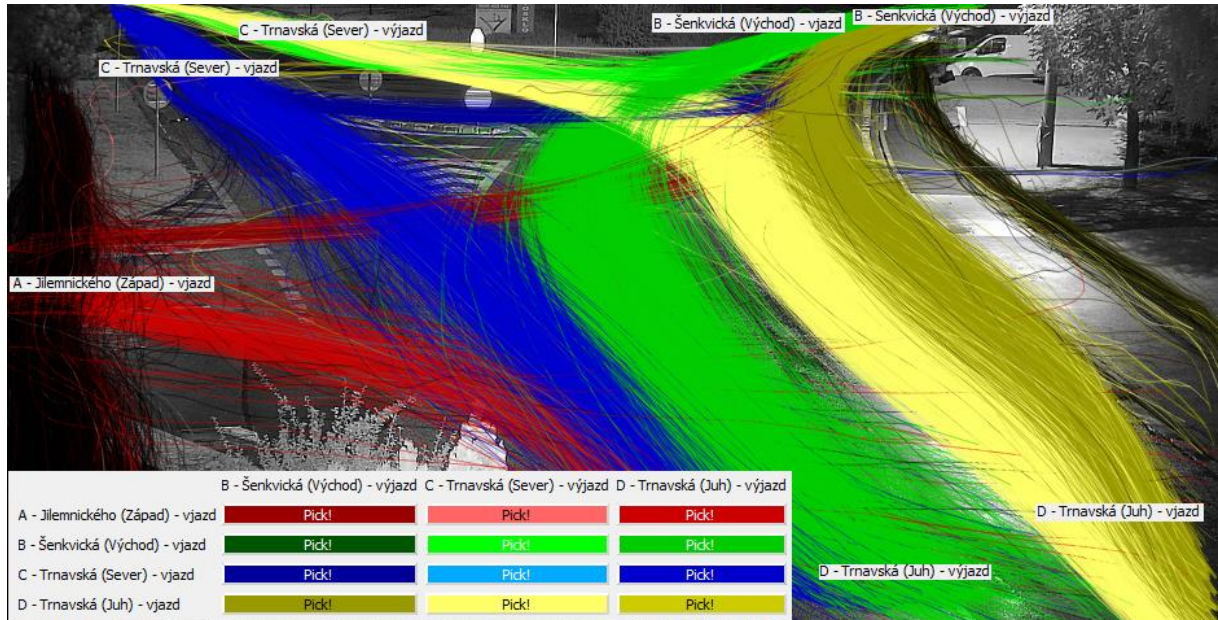 C - Trnavská (Sever) - výjazd
B - Šenkvická (Východ) - vjazd
B - Senkvická (Východ) - výjazd
C - Trnavská (Sever) - vjazd
A - Jilemnického (Západ) - vjazd
D - Trnavská (Juh) - vjazd
D - Trnavská (Juh) - výjazd
B - Šenkvická (Východ) - výjazd C - Trnavská (Sever) - výjazd D - Trnavská (Juh) - výjazd
A - Jilemnického (Západ) - vjazd Pick! Pick! Pick!
B - Šenkvická (Východ) - vjazd Pick! Pick! Pick!
C - Trnavská (Sever) - vjazd Pick! Pick! Pick!
D - Trnavská (Juh) - vjazd Pick! Pick! Pick!